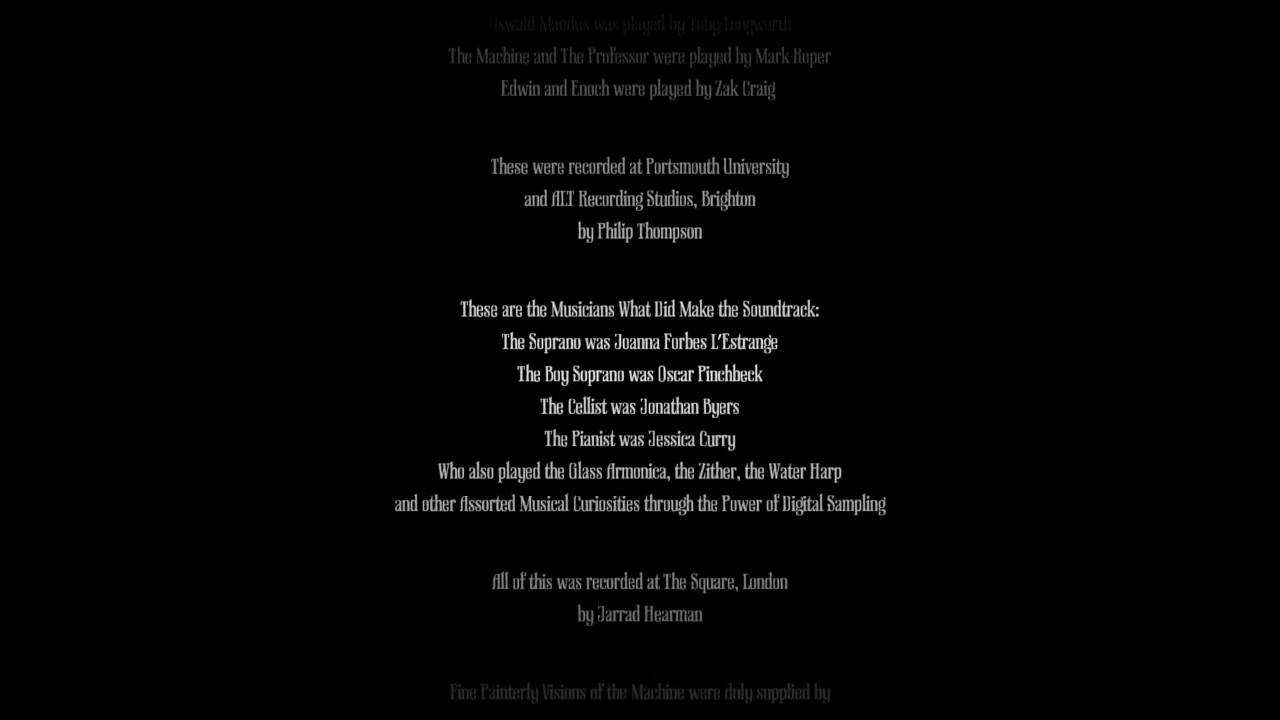 Oswald Mandus was played by Toby Longworth
The Machine and The Professor were played by Mark Roper
Edwin and Enoch were played by Zak Craig
These were recorded at Portsmouth University
and ALT Recording Studios, Brighton
by Philip Thompson
These are the Musicians What Did Make the Soundtrack:
The Soprano was Joanna Forbes L'Estrange
The Boy Soprano was Oscar Pinchbeck
The Cellist was Jonathan Byers
The Pianist was Jessica Curry
Who also played the Glass Armonica, the Zither, the Water Harp
and other Assorted Musical Curiosities through the Power of Digital Sampling
All of this was recorded at The Square, London
by Jarrad Hearman
Fine Painterly Visions of the Machine were duly supplied by